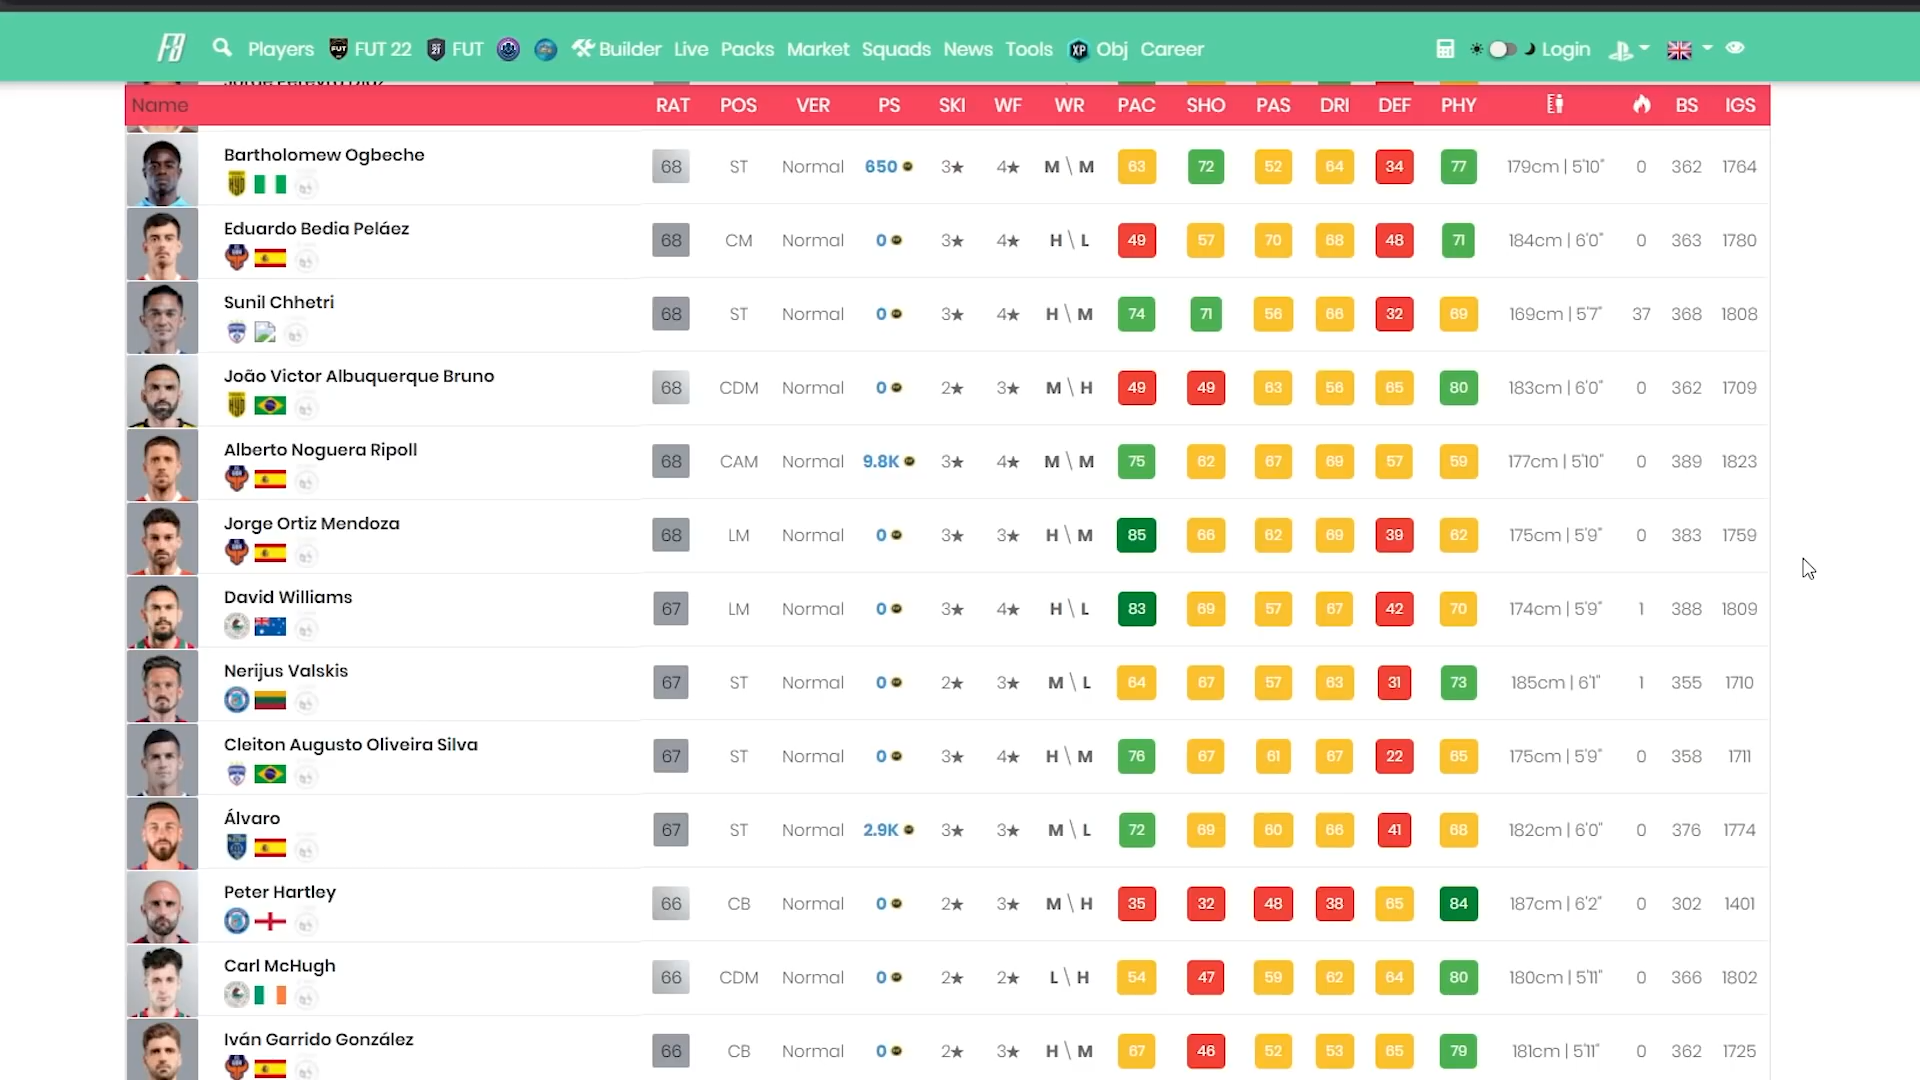 F8 Players FUT 22 FUT Builder Live Packs Market Squads News Tools XP Obj Career Login
Jorge Pereyra Díaz
Name RAT POS VER PS SKI WF WR PAC SHO PAS DRI DEF PHY BS IGS
Bartholomew Ogbeche 68 ST Normal 650 3★ 4★ M \ M 63 72 52 64 34 77 179cm | 5'10" 0 362 1764
Eduardo Bedia Peláez 68 CM Normal 0 3★ 4★ H \ L 49 57 70 68 48 71 184cm | 6'0" 0 363 1780
Sunil Chhetri 68 ST Normal 0 3★ 4★ H \ M 74 71 56 66 32 69 169cm | 5'7" 37 368 1808
João Victor Albuquerque Bruno 68 CDM Normal 0 2★ 3★ M \ H 49 49 63 56 65 80 183cm | 6'0" 0 362 1709
Alberto Noguera Ripoll 68 CAM Normal 9.8K 3★ 4★ M \ M 75 62 67 69 57 59 177cm | 5'10" 0 389 1823
Jorge Ortiz Mendoza 68 LM Normal 0 3★ 3★ H \ M 85 66 62 69 39 62 175cm | 5'9" 0 383 1759
David Williams 67 LM Normal 0 3★ 4★ H \ L 83 69 57 67 42 70 174cm | 5'9" 1 388 1809
Nerijus Valskis 67 ST Normal 0 2★ 3★ M \ L 64 67 57 63 31 73 185cm | 6'1" 1 355 1710
Cleiton Augusto Oliveira Silva 67 ST Normal 0 3★ 4★ H \ M 76 67 61 67 22 65 175cm | 5'9" 0 358 1711
Álvaro 67 ST Normal 2.9K 3★ 3★ M \ L 72 69 60 66 41 68 182cm | 6'0" 0 376 1774
Peter Hartley 66 CB Normal 0 2★ 3★ M \ H 35 32 48 38 65 84 187cm | 6'2" 0 302 1401
Carl McHugh 66 CDM Normal 0 2★ 2★ L \ H 54 47 59 62 64 80 180cm | 5'11" 0 366 1802
Iván Garrido González 66 CB Normal 0 2★ 3★ H \ M 67 46 52 53 65 79 181cm | 5'11" 0 362 1725